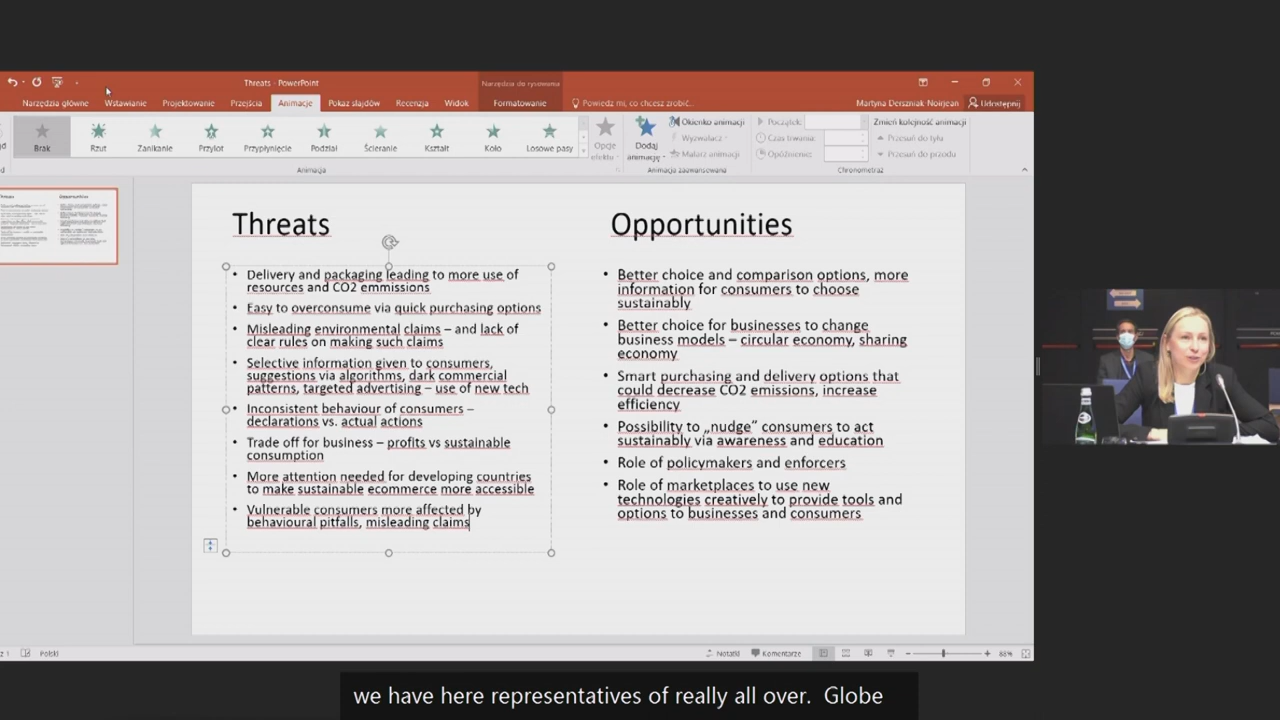 Threats - PowerPoint
Narzędzia do rysowania
Narzędzia główne Wstawianie Projektowanie Przejścia Animacje Pokaz slajdów Recenzja Widok Formatowanie Powiedz mi, co chcesz zrobić... Martyna Derszniak-Noirjean Udostępnij
Brak Rzut Zanikanie Przylot Przypłynięcie Podział Ścieranie Kształt Koło Losowe pasy
Opcje efektu
Dodaj animację
Okienko animacji
Wyzwalacz
Malarz animacji
Początek:
Czas trwania:
Opóźnienie:
Zmień kolejność animacji
Przesuń do tyłu
Przesuń do przodu
Animacja
Animacja zaawansowana
Chronometraż
Threats
• Delivery and packaging leading to more use of
resources and CO2 emmissions
• Easy to overconsume via quick purchasing options
• Misleading environmental claims – and lack of
clear rules on making such claims
• Selective information given to consumers,
suggestions via algorithms, dark commercial
patterns, targeted advertising – use of new tech
• Inconsistent behaviour of consumers –
declarations vs. actual actions
• Trade off for business – profits vs sustainable
consumption
• More attention needed for developing countries
to make sustainable ecommerce more accessible
• Vulnerable consumers more affected by
behavioural pitfalls, misleading claims
Opportunities
• Better choice and comparison options, more
information for consumers to choose
sustainably
• Better choice for businesses to change
business models – circular economy, sharing
economy
• Smart purchasing and delivery options that
could decrease CO2 emissions, increase
efficiency
• Possibility to „nudge” consumers to act
sustainably via awareness and education
• Role of policymakers and enforcers
• Role of marketplaces to use new
technologies creatively to provide tools and
options to businesses and consumers
z 1 Polski Notatki Komentarze 88%
we have here representatives of really all over. Globe